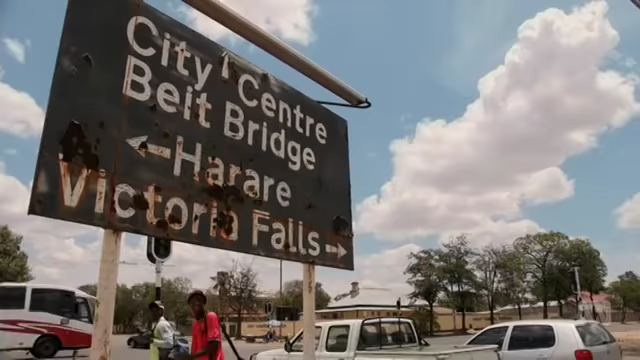 City Centre
Beit Bridge
←Harare
Victoria Falls→